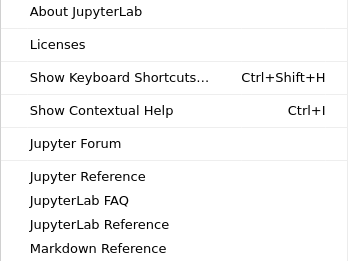 About JupyterLab
Licenses
Show Keyboard Shortcuts… Ctrl+Shift+H
Show Contextual Help Ctrl+I
Jupyter Forum
Jupyter Reference
JupyterLab FAQ
JupyterLab Reference
Markdown Reference